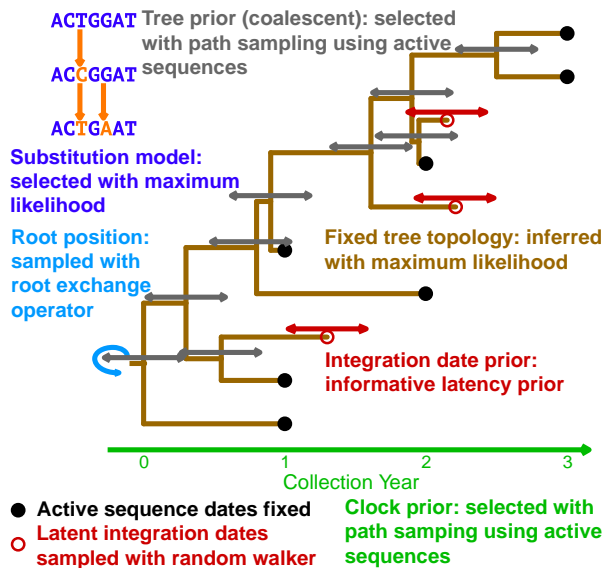 ACTGGAT
ACCGGAT
ACTGAAT
Tree prior (coalescent): selected
with path sampling using active
sequences
Substitution model:
selected with maximum
likelihood
Root position:
sampled with
root exchange
operator
Fixed tree topology: inferred
with maximum likelihood
Integration date prior:
informative latency prior
0 1 2 3
Collection Year
Active sequence dates fixed
Latent integration dates
sampled with random walker
Clock prior: selected with
path samping using active
sequences